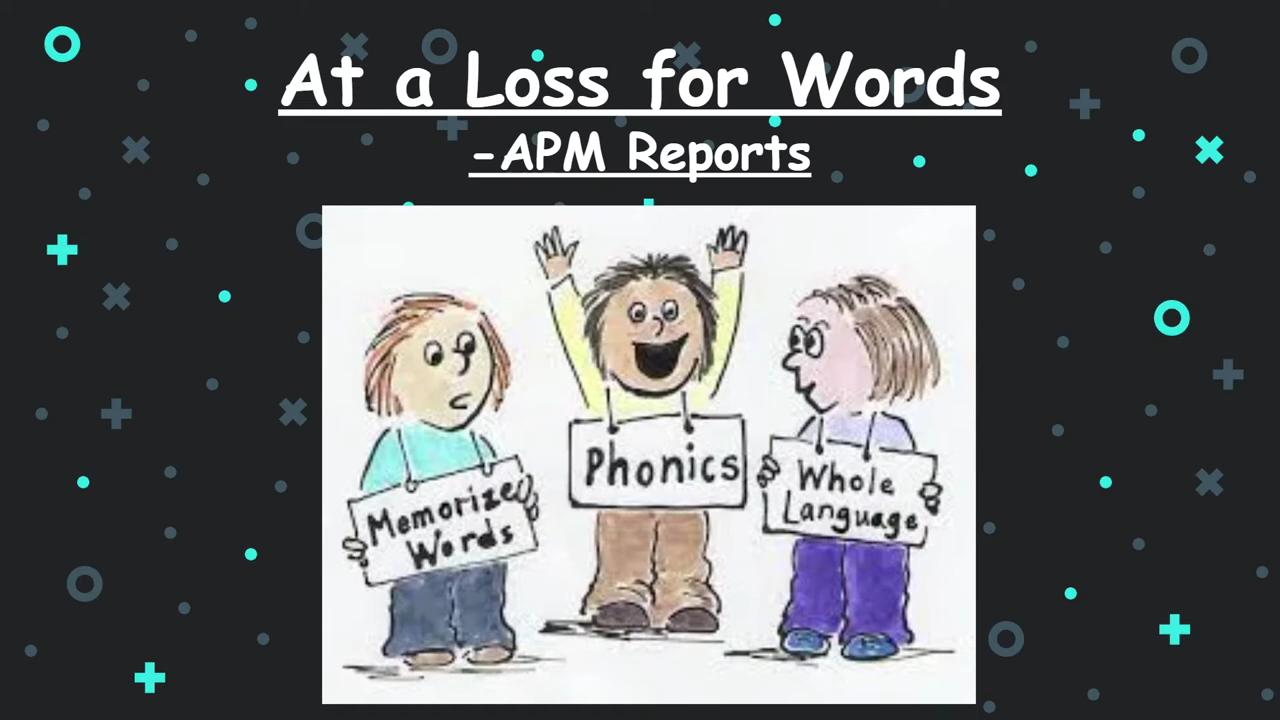 At a Loss for Words
-APM Reports
Memorize
Words
Phonics
Whole
Language